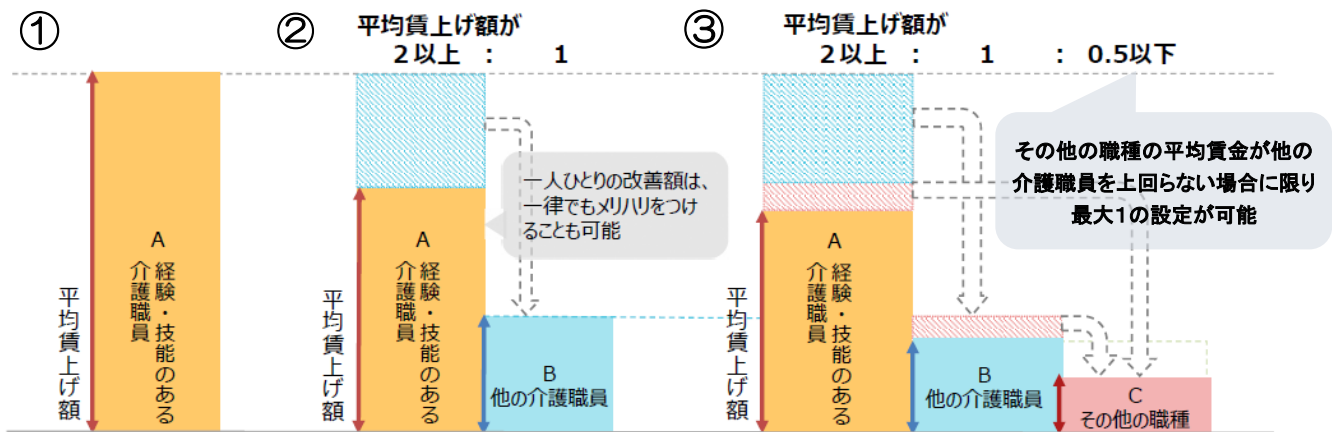 ①
平均賃上げ額
A
経験・技能のある
介護職員
②
平均賃上げ額が
2以上 : 1
一人ひとりの改善額は、
一律でもメリハリをつけ
ることも可能
平均賃上げ額
A
経験・技能のある
介護職員
B
他の介護職員
③
平均賃上げ額が
2以上 : 1 : 0.5以下
その他の職種の平均賃金が他の
介護職員を上回らない場合に限り
最大1の設定が可能
平均賃上げ額
A
経験・技能のある
介護職員
B
他の介護職員
C
その他の職種